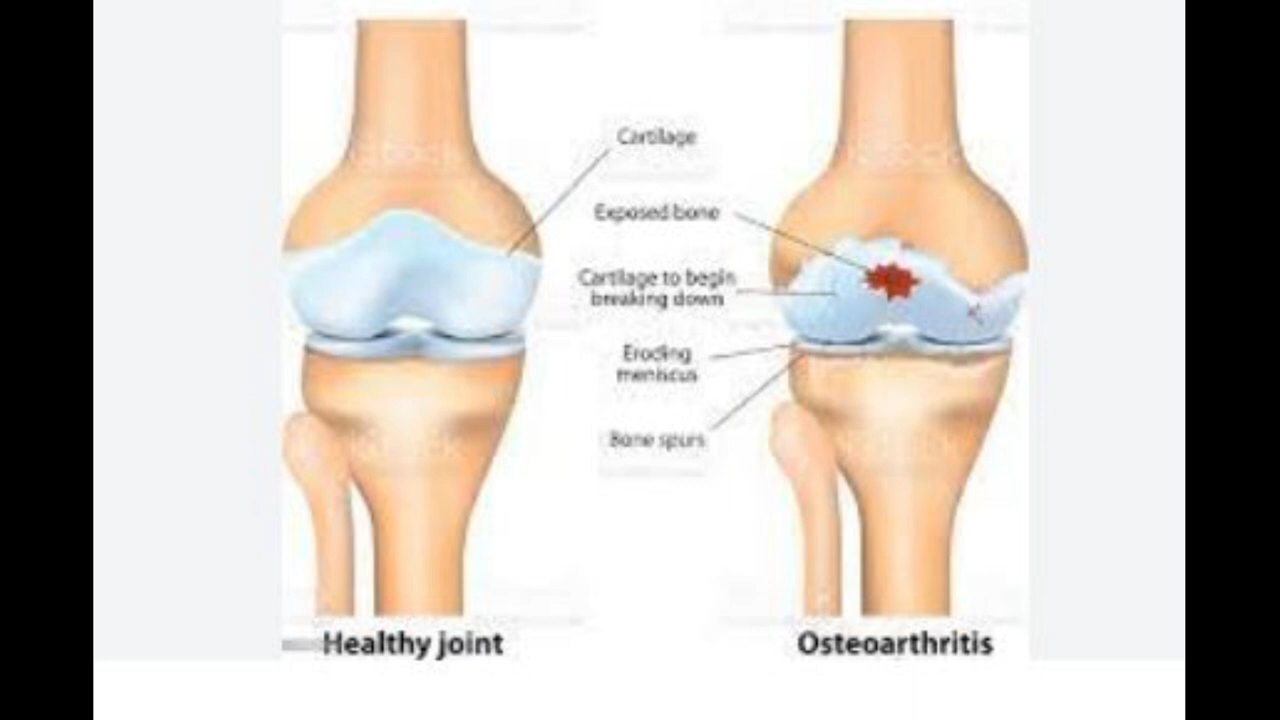 Cartilage
Exposed bone
Cartilage to begin
breaking down
Eroding
meniscus
Bone spurs
Healthy joint
Osteoarthritis